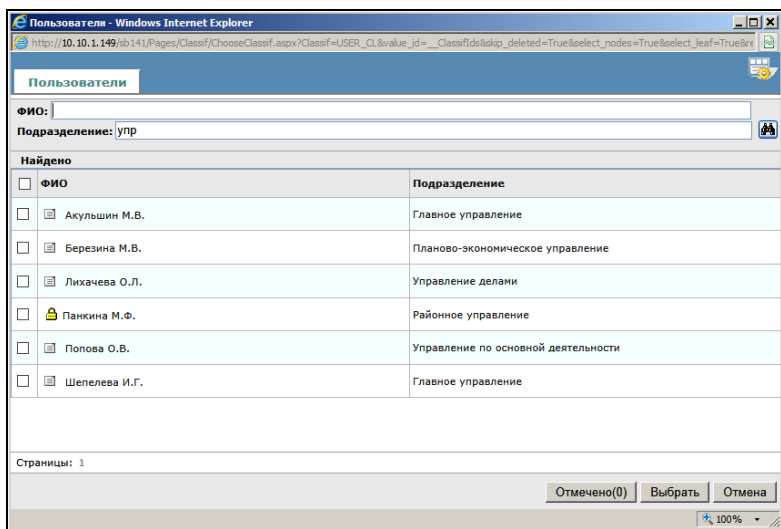 Пользователи - Windows Internet Explorer
http://10.10.1.149/sb141/Pages/Classif/ChooseClassif.aspx?Classif=USER_CL&value_id=__ClassifIds&skip_deleted=True&select_nodes=True&select_leaf=True&re
Пользователи
ФИО:
Подразделение: упр
Найдено
ФИО Подразделение
Акульшин М.В. Главное управление
Березина М.В. Планово-экономическое управление
Лихачева О.Л. Управление делами
Панкина М.Ф. Районное управление
Попова О.В. Управление по основной деятельности
Шепелева И.Г. Главное управление
Страницы: 1
Отмечено(0) Выбрать Отмена
100%